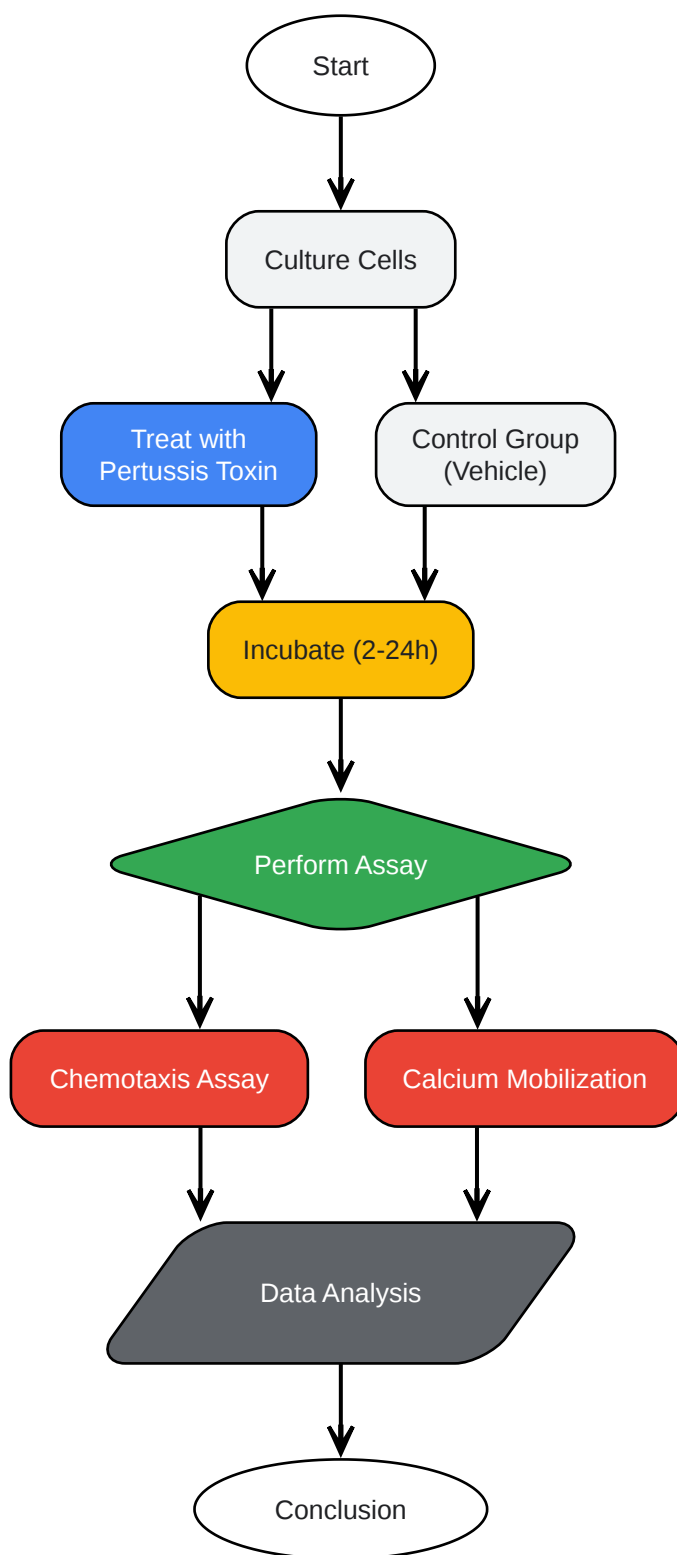 Start
Culture Cells
Treat with
Pertussis Toxin
Control Group
(Vehicle)
Incubate (2-24h)
Perform Assay
Chemotaxis Assay
Calcium Mobilization
Data Analysis
Conclusion